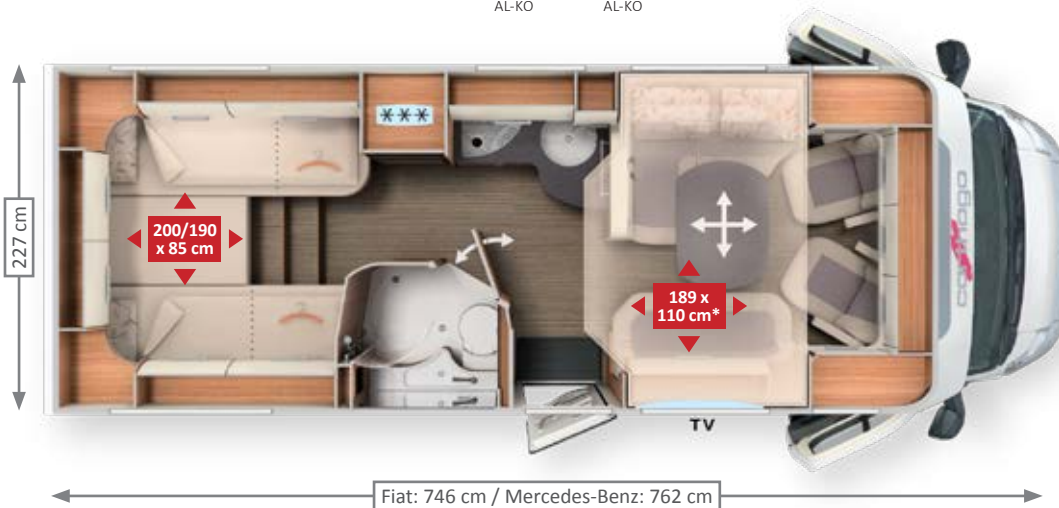 AL-KO AL-KO
227 cm
200/190
x 85 cm
189 x
110 cm*
TV
carthago
Fiat: 746 cm / Mercedes-Benz: 762 cm